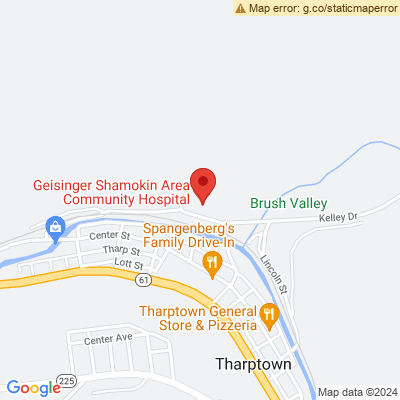 Map error: g.co/staticmaperror
Geisinger Shamokin Area
Community Hospital
Brush Valley
Kelley Dr
Spangenberg's
Family Drive-In
Center St
Tharp St
Lott St
61
Lincoln St
Tharptown General
Store & Pizzeria
Center Ave
Tharptown
225
Google
Map data ©2024